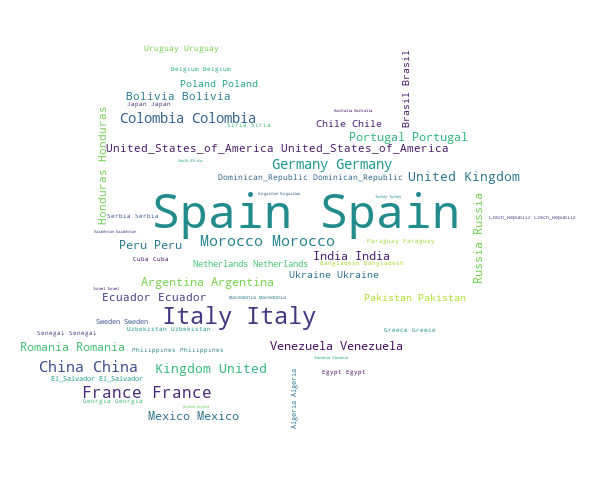 Uruguay Uruguay
Belgium Belgium
Poland Poland
Bolivia Bolivia
Japan Japan
Brasil Brasil
Australia Australia
Colombia Colombia
Siria Siria
Chile Chile
Portugal Portugal
Honduras Honduras
United_States_of_America United_States_of_America
South Africa
Germany Germany
Dominican_Republic Dominican_Republic
United Kingdom
Kirguistan Kirguistan
Turkey Turkey
Spain Spain
Serbia Serbia
Czech_Republic Czech_Republic
Russia Russia
Kazakhstan Kazakhstan
Peru Peru
Morocco Morocco
Paraguay Paraguay
Cuba Cuba
Netherlands Netherlands
India India
Bangladesh Bangladesh
Ukraine Ukraine
Argentina Argentina
Israel Israel
Ecuador Ecuador
Macedonia Macedonia
Pakistan Pakistan
Italy Italy
Sweden Sweden
Uzbekistan Uzbekistan
Greece Greece
Senegal Senegal
Romania Romania
Philippines Philippines
Venezuela Venezuela
Slovenia Slovenia
China China
Kingdom United
Egypt Egypt
El_Salvador El_Salvador
France France
Algeria Algeria
Georgia Georgia
Mexico Mexico